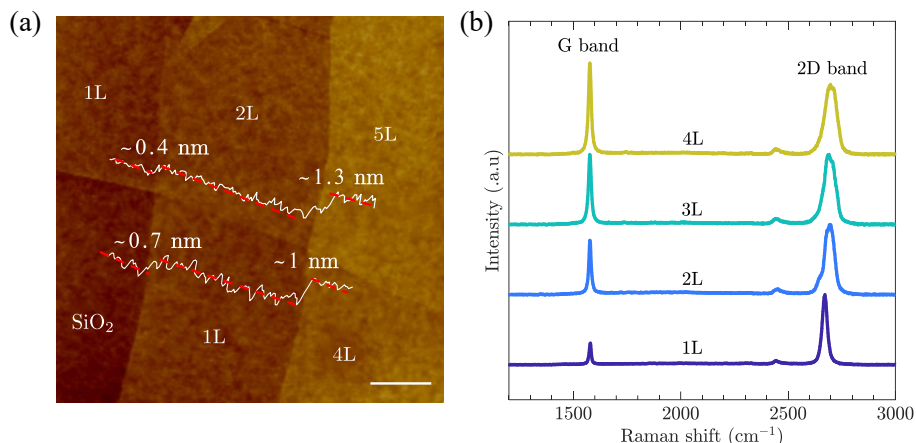 (a)
1L
2L
5L
~0.4 nm
~1.3 nm
~0.7 nm
~1 nm
SiO₂
1L
4L
(b)
G band
2D band
4L
3L
2L
1L
Intensity (.a.u)
1500
2000
2500
3000
Raman shift (cm⁻¹)